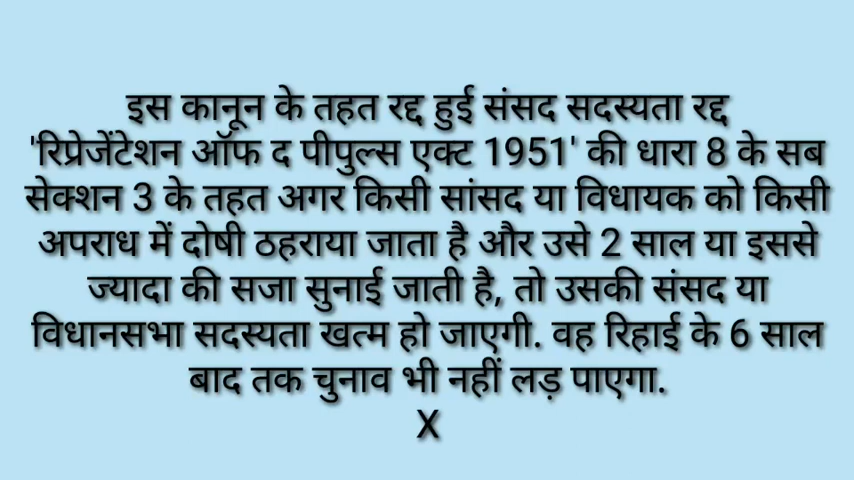 इस कानून के तहत रद्द हुई संसद सदस्यता रद्द
'रिप्रेजेंटेशन ऑफ द पीपुल्स एक्ट 1951' की धारा 8 के सब
सेक्शन 3 के तहत अगर किसी सांसद या विधायक को किसी
अपराध में दोषी ठहराया जाता है और उसे 2 साल या इससे
ज्यादा की सजा सुनाई जाती है, तो उसकी संसद या
विधानसभा सदस्यता खत्म हो जाएगी. वह रिहाई के 6 साल
बाद तक चुनाव भी नहीं लड़ पाएगा.
X